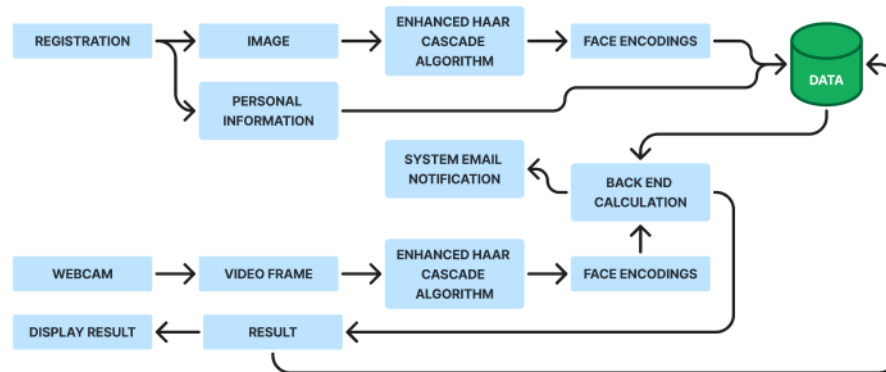 REGISTRATION
IMAGE
ENHANCED HAAR
CASCADE
ALGORITHM
FACE ENCODINGS
DATA
PERSONAL
INFORMATION
SYSTEM EMAIL
NOTIFICATION
BACK END
CALCULATION
WEBCAM
VIDEO FRAME
ENHANCED HAAR
CASCADE
ALGORITHM
FACE ENCODINGS
DISPLAY RESULT
RESULT